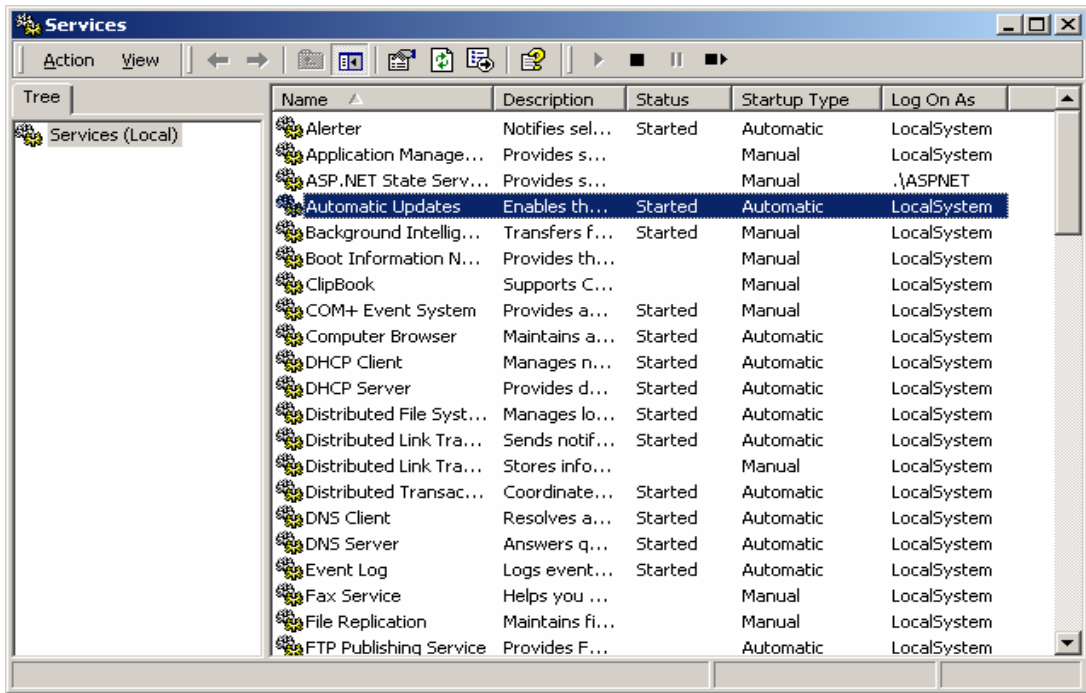 Services
Action View
Tree
Services (Local)
Name Description Status Startup Type Log On As
Alerter Notifies sel... Started Automatic LocalSystem
Application Manage... Provides s... Manual LocalSystem
ASP.NET State Serv... Provides s... Manual .\ASPNET
Automatic Updates Enables th... Started Automatic LocalSystem
Background Intellig... Transfers f... Started Manual LocalSystem
Boot Information N... Provides th... Manual LocalSystem
ClipBook Supports C... Manual LocalSystem
COM+ Event System Provides a... Started Manual LocalSystem
Computer Browser Maintains a... Started Automatic LocalSystem
DHCP Client Manages n... Started Automatic LocalSystem
DHCP Server Provides d... Started Automatic LocalSystem
Distributed File Syst... Manages lo... Started Automatic LocalSystem
Distributed Link Tra... Sends notif... Started Automatic LocalSystem
Distributed Link Tra... Stores info... Manual LocalSystem
Distributed Transac... Coordinate... Started Automatic LocalSystem
DNS Client Resolves a... Started Automatic LocalSystem
DNS Server Answers q... Started Automatic LocalSystem
Event Log Logs event... Started Automatic LocalSystem
Fax Service Helps you ... Manual LocalSystem
File Replication Maintains fi... Manual LocalSystem
FTP Publishing Service Provides F... Automatic LocalSystem